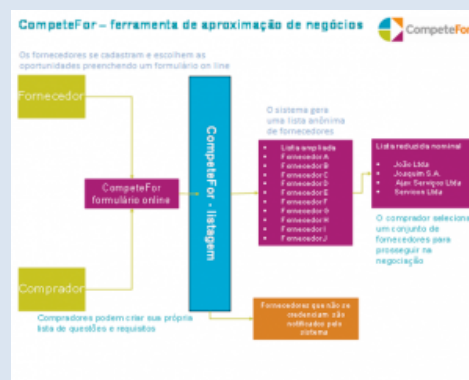 CompeteFor – ferramenta de aproximação de negócios
CompeteFor
Os fornecedores se cadastram e escolhem as
oportunidades preenchendo um formulário on line
Fornecedor
CompeteFor
formulário online
Comprador
Compradores podem criar sua própria
lista de questões e requisitos
CompeteFor - listagem
O sistema gera
uma lista anônima
de fornecedores
Lista ampliada
Fornecedor A
Fornecedor B
Fornecedor C
Fornecedor D
Fornecedor E
Fornecedor F
Fornecedor G
Fornecedor H
Fornecedor I
Fornecedor J
Lista reduzida nominal
João Ltda
Joaquim S.A.
Serviços Ltda
Services Ltda
O comprador seleciona
um conjunto de
fornecedores para
prosseguir na
negociação
Fornecedores que não se
credenciam são
notificados pelo
sistema